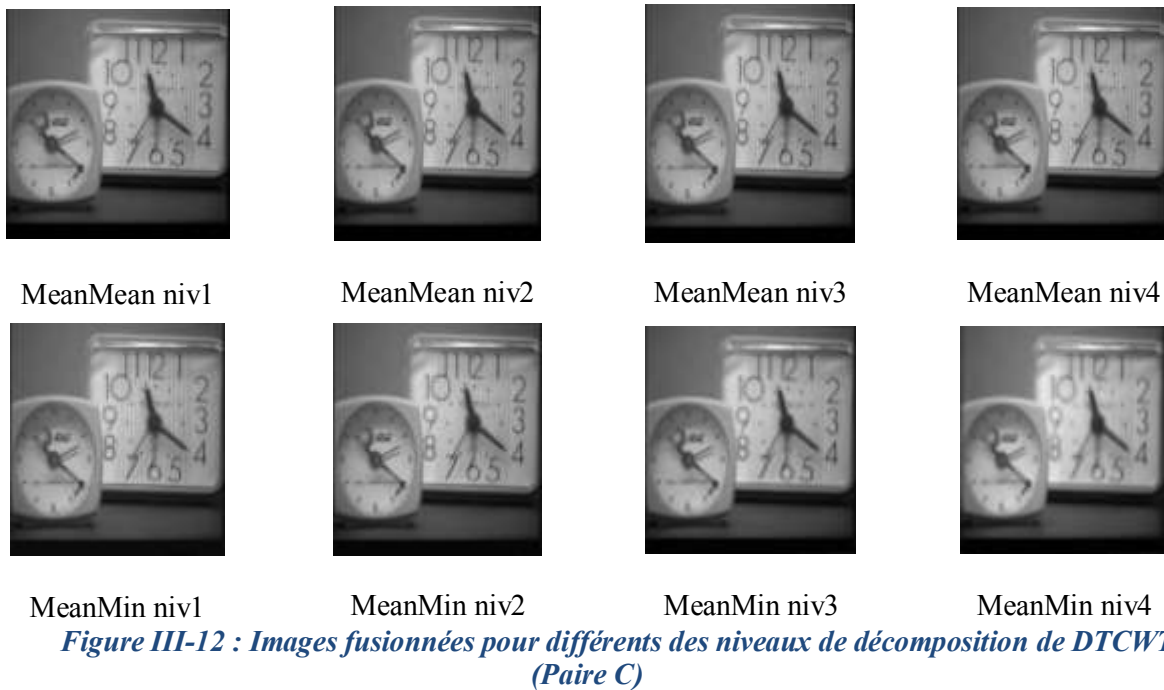 MeanMean niv1 MeanMean niv2 MeanMean niv3 MeanMean niv4
MeanMin niv1 MeanMin niv2 MeanMin niv3 MeanMin niv4
Figure III-12 : Images fusionnées pour différents des niveaux de décomposition de DTCWT
(Paire C)